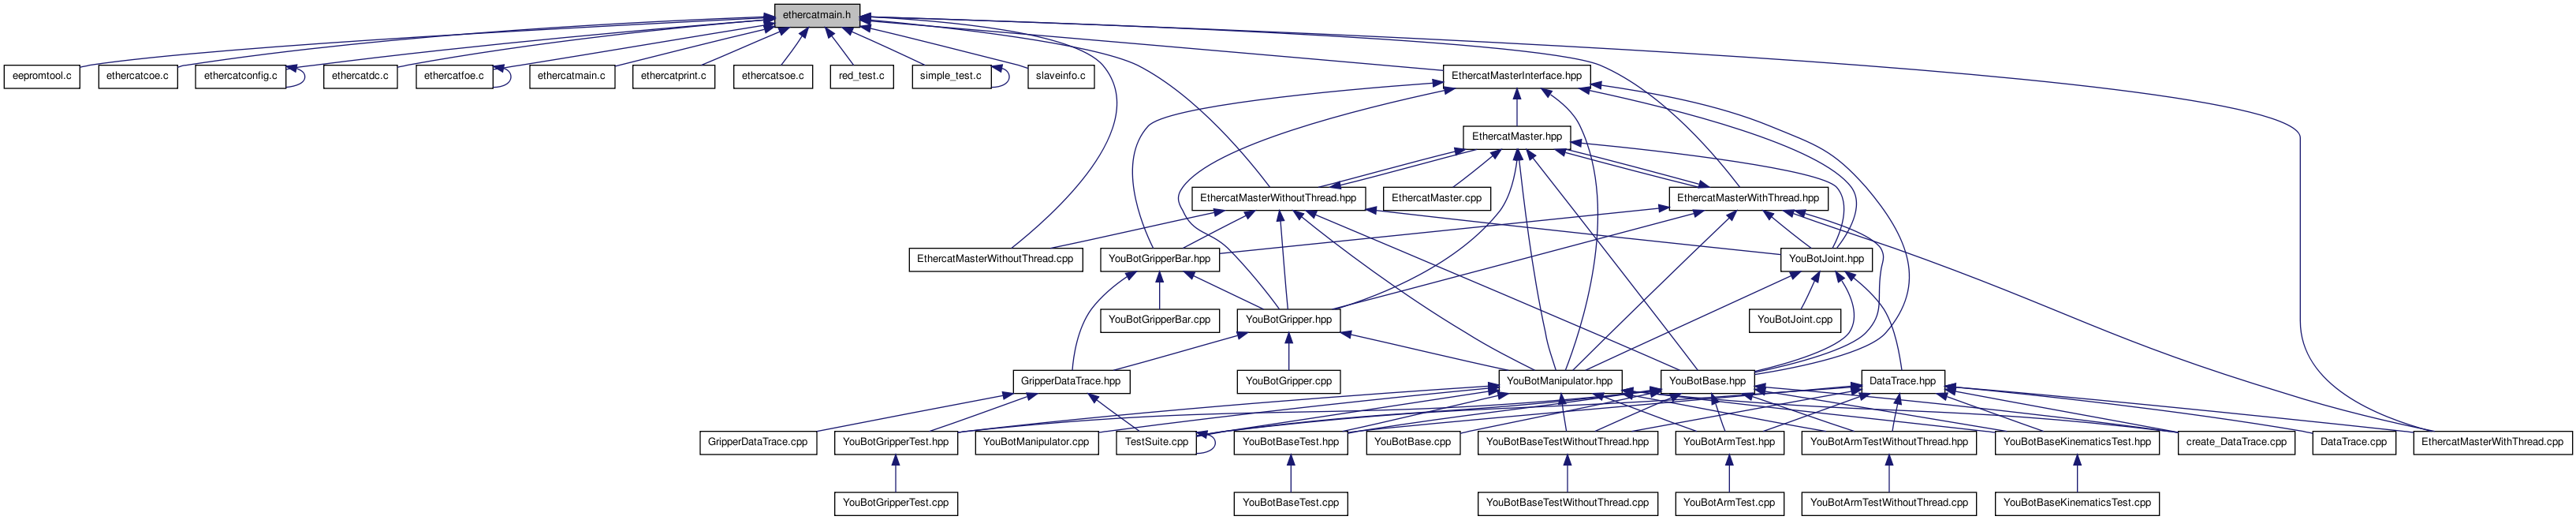 ethercatmain.h
eepromtool.c
ethercatcoe.c
ethercatconfig.c
ethercatdc.c
ethercatfoe.c
ethercatmain.c
ethercatprint.c
ethercatsoe.c
red_test.c
simple_test.c
slaveinfo.c
EthercatMasterInterface.hpp
EthercatMaster.hpp
EthercatMasterWithoutThread.hpp
EthercatMaster.cpp
EthercatMasterWithThread.hpp
EthercatMasterWithoutThread.cpp
YouBotGripperBar.hpp
YouBotJoint.hpp
YouBotGripperBar.cpp
YouBotGripper.hpp
YouBotJoint.cpp
GripperDataTrace.hpp
YouBotGripper.cpp
YouBotManipulator.hpp
YouBotBase.hpp
DataTrace.hpp
GripperDataTrace.cpp
YouBotGripperTest.hpp
YouBotManipulator.cpp
TestSuite.cpp
YouBotBaseTest.hpp
YouBotBase.cpp
YouBotBaseTestWithoutThread.hpp
YouBotArmTest.hpp
YouBotArmTestWithoutThread.hpp
YouBotBaseKinematicsTest.hpp
create_DataTrace.cpp
DataTrace.cpp
EthercatMasterWithThread.cpp
YouBotGripperTest.cpp
YouBotBaseTest.cpp
YouBotBaseTestWithoutThread.cpp
YouBotArmTest.cpp
YouBotArmTestWithoutThread.cpp
YouBotBaseKinematicsTest.cpp